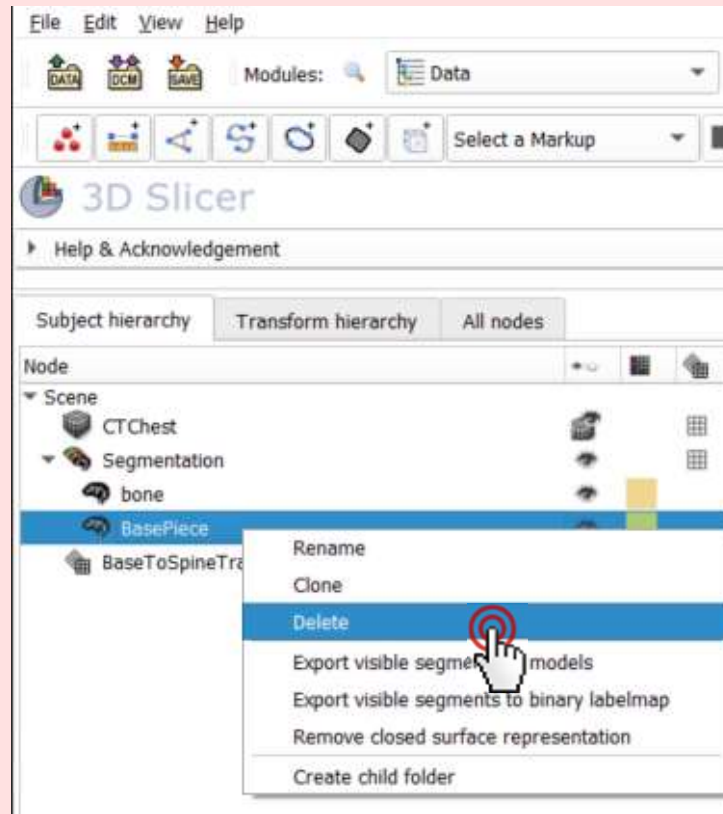 File Edit View Help
DATA DCM SAVE Modules: Data
Select a Markup
3D Slicer
Help & Acknowledgement
Subject hierarchy Transform hierarchy All nodes
Node
Scene
CTChest
Segmentation
bone
BasePiece
BaseToSpineTra
Rename
Clone
Delete
Export visible segme models
Export visible segments to binary labelmap
Remove closed surface representation
Create child folder